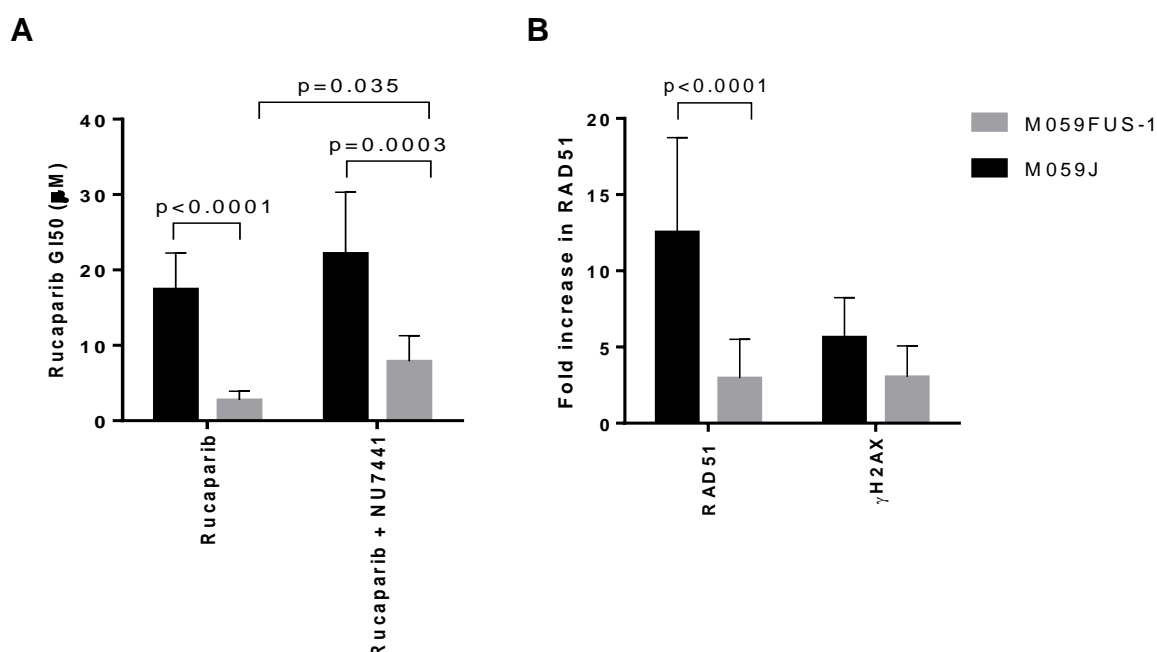 A
B
p=0.035
p<0.0001
40
20
M059FUS-1
p=0.0003
M059J
30
15
p<0.0001
Rucaparib GI50 (μM)
Fold increase in RAD51
20
10
10
5
0
0
Rucaparib
Rucaparib + NU7441
RAD51
γH2AX